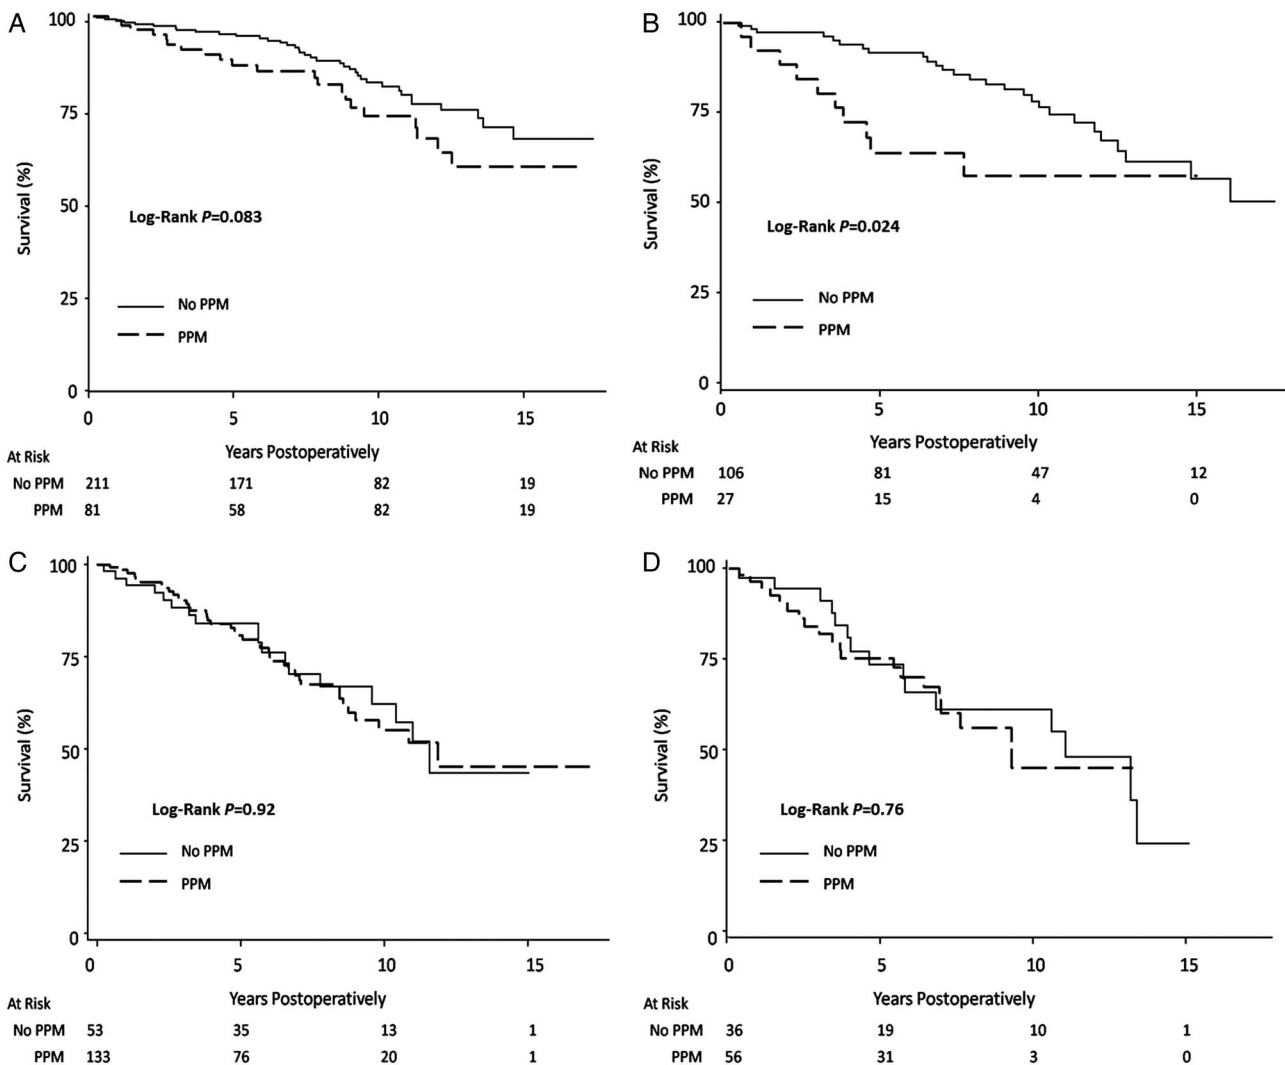 A
100
75
50
25
0
Survival (%)
Log-Rank P=0.083
No PPM
PPM
0 5 10 15
Years Postoperatively
At Risk
No PPM 211 171 82 19
PPM 81 58 82 19
B
100
75
50
25
0
Survival (%)
Log-Rank P=0.024
No PPM
PPM
0 5 10 15
Years Postoperatively
At Risk
No PPM 106 81 47 12
PPM 27 15 4 0
C
100
75
50
25
0
Survival (%)
Log-Rank P=0.92
No PPM
PPM
0 5 10 15
Years Postoperatively
At Risk
No PPM 53 35 13 1
PPM 133 76 20 1
D
100
75
50
25
0
Survival (%)
Log-Rank P=0.76
No PPM
PPM
0 5 10 15
Years Postoperatively
At Risk
No PPM 36 19 10 1
PPM 56 31 3 0